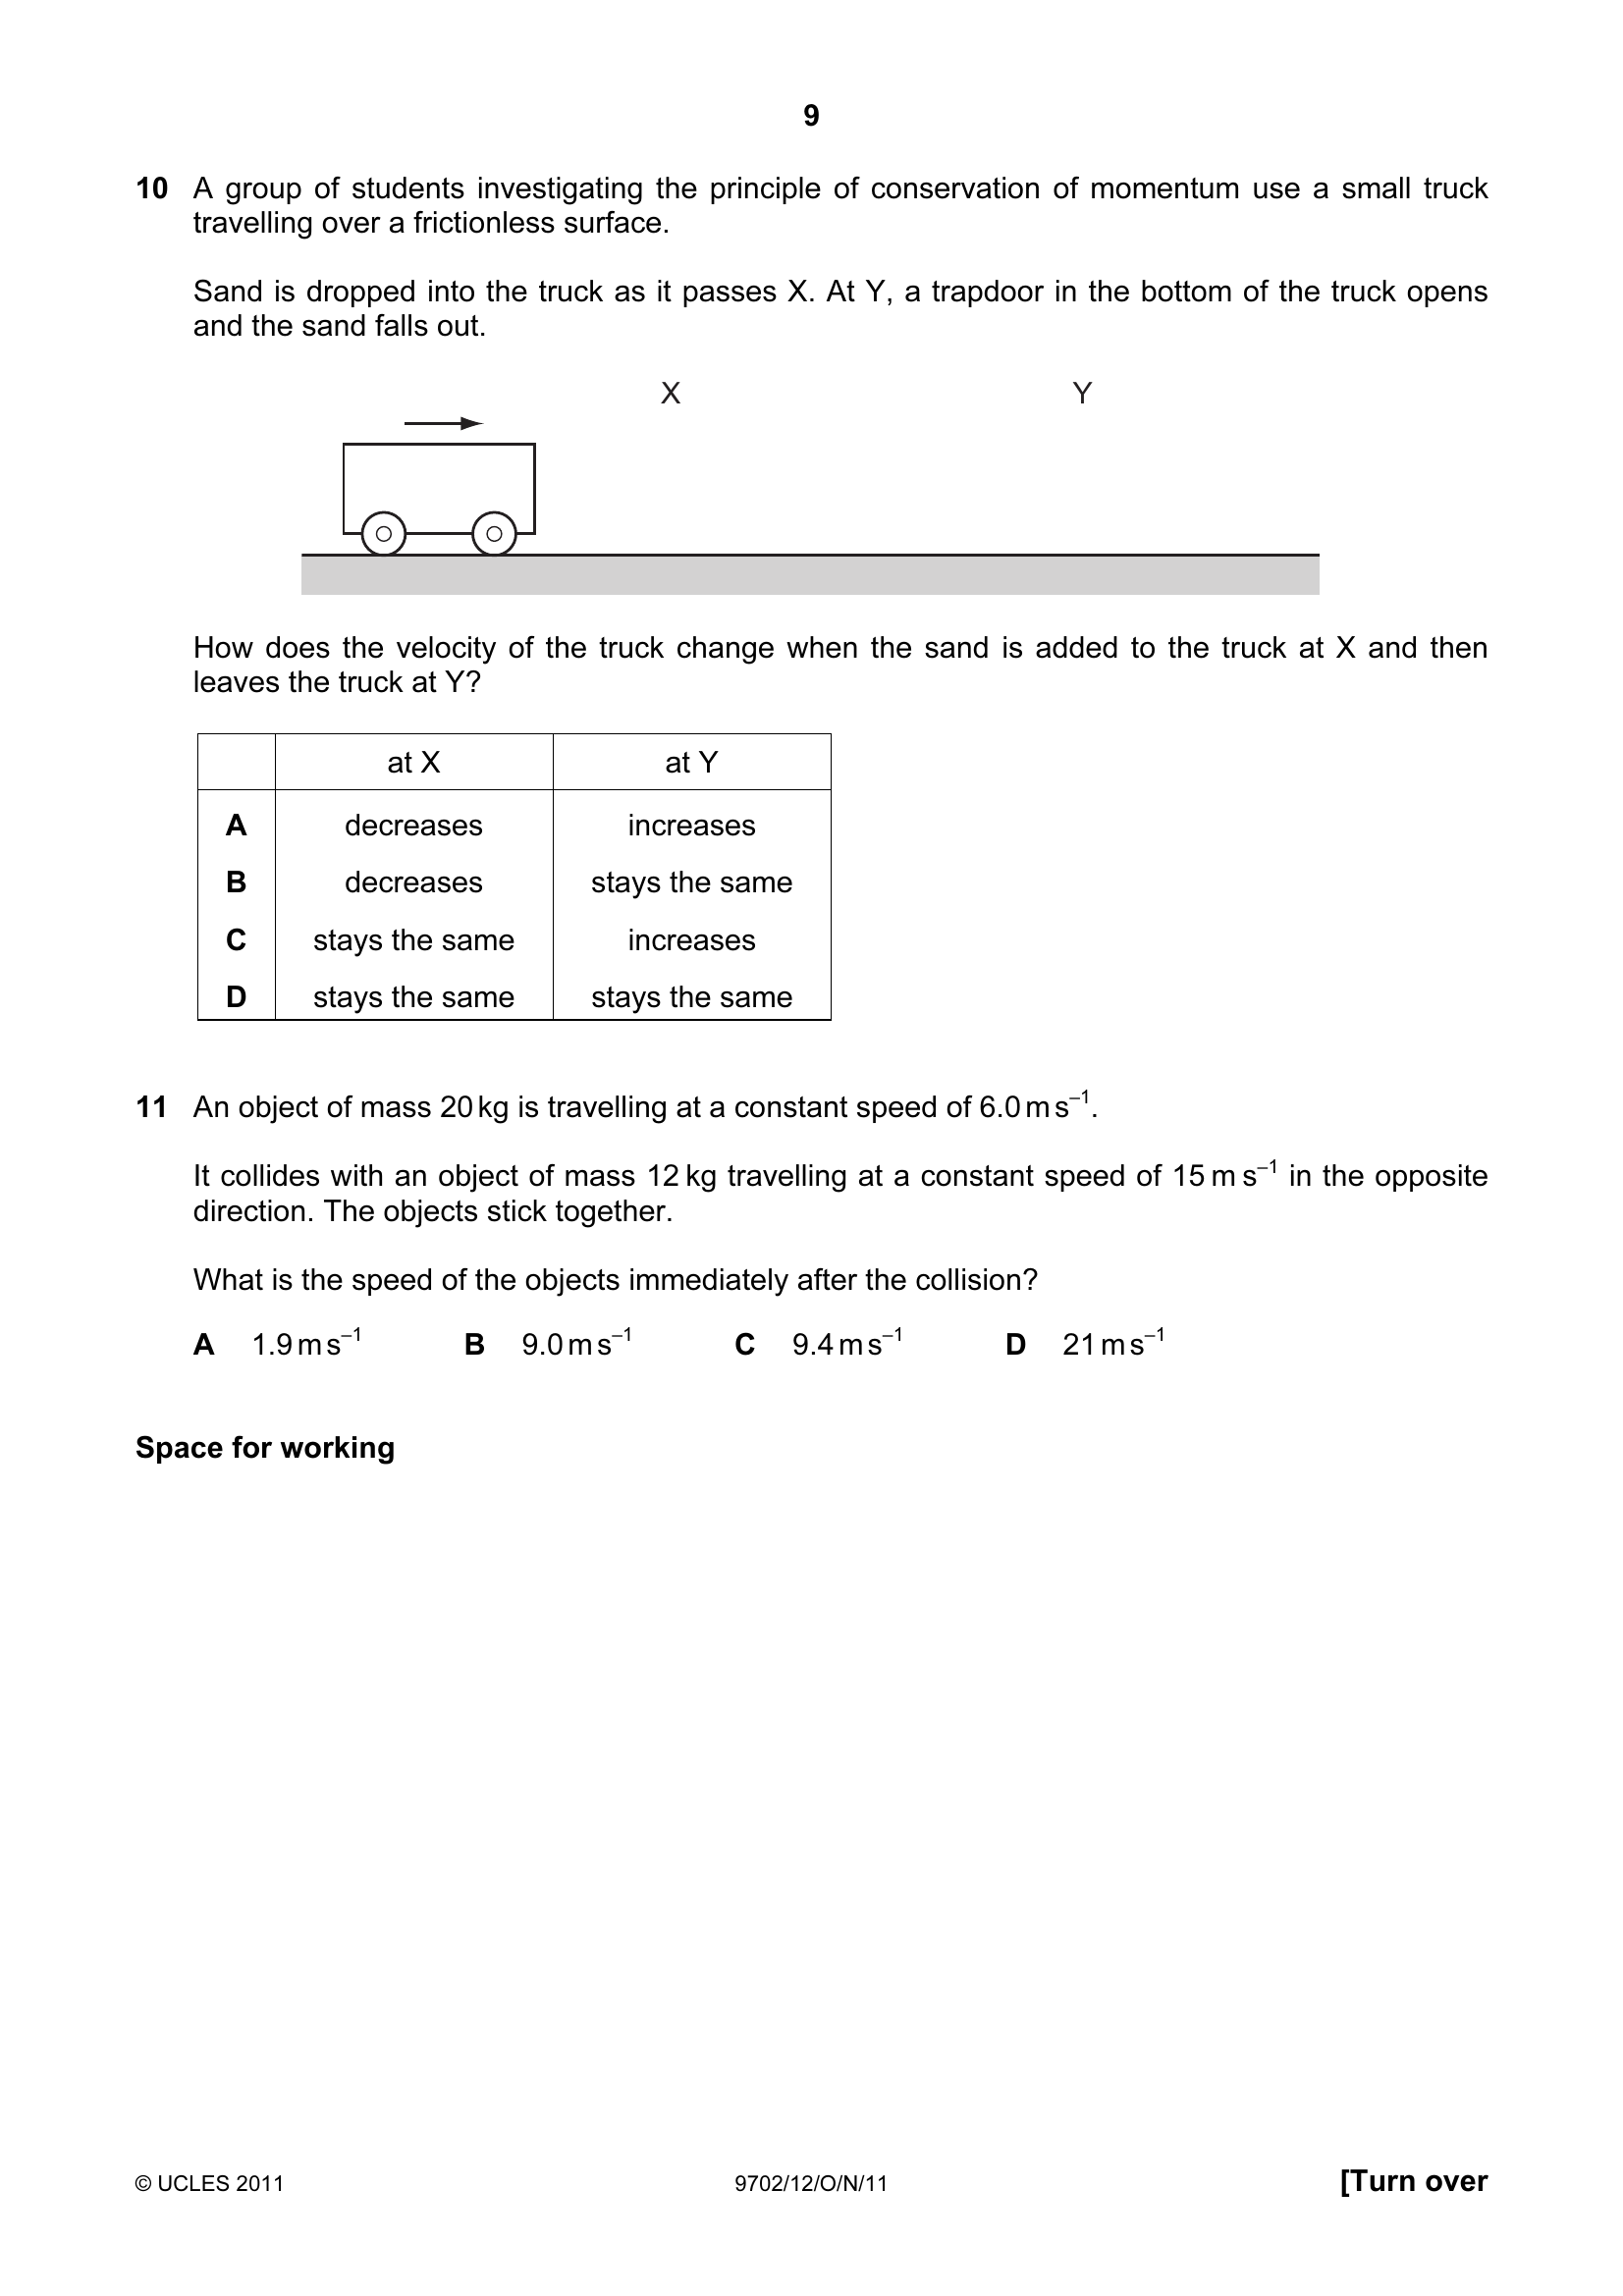 9
10 A group of students investigating the principle of conservation of momentum use a small truck
travelling over a frictionless surface.
Sand is dropped into the truck as it passes X. At Y, a trapdoor in the bottom of the truck opens
and the sand falls out.
X Y
How does the velocity of the truck change when the sand is added to the truck at X and then
leaves the truck at Y?
at X at Y
A decreases increases
B decreases stays the same
C stays the same increases
D stays the same stays the same
11 An object of mass 20 kg is travelling at a constant speed of 6.0 m s⁻¹.
It collides with an object of mass 12 kg travelling at a constant speed of 15 m s⁻¹ in the opposite
direction. The objects stick together.
What is the speed of the objects immediately after the collision?
A 1.9 m s⁻¹ B 9.0 m s⁻¹ C 9.4 m s⁻¹ D 21 m s⁻¹
Space for working
© UCLES 2011 9702/12/O/N/11 [Turn over